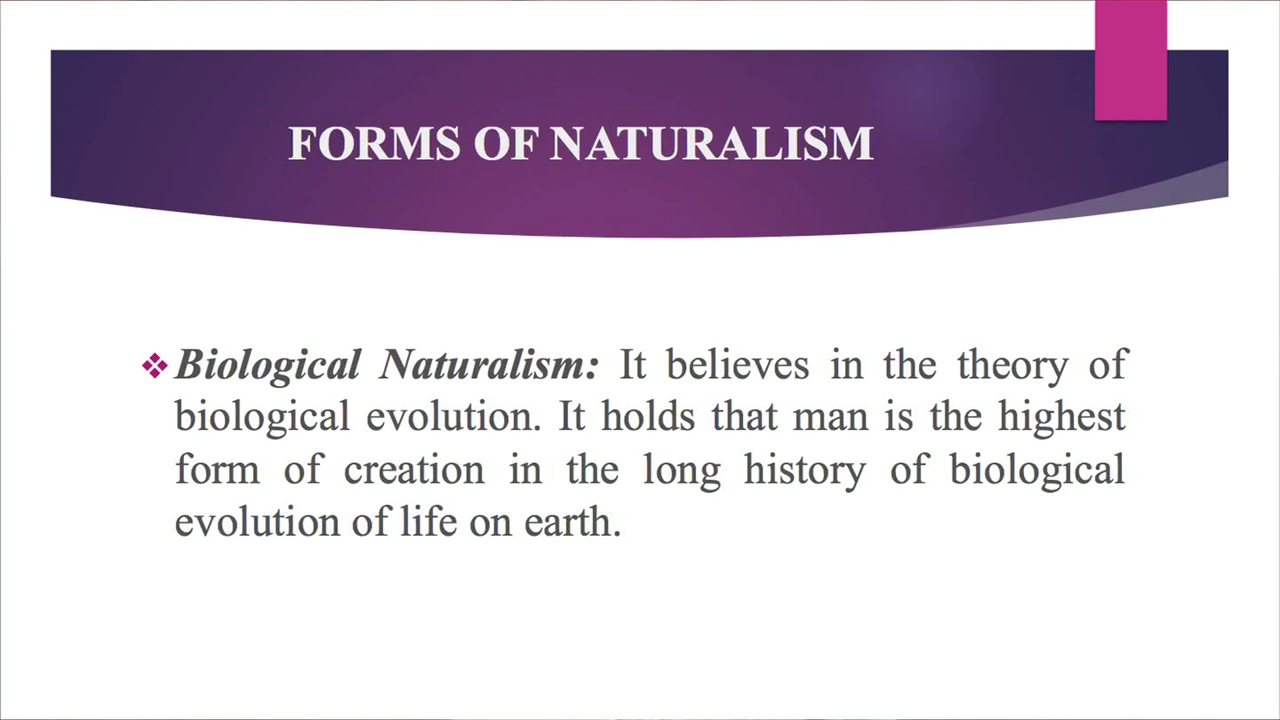 FORMS OF NATURALISM
Biological Naturalism: It believes in the theory of
biological evolution. It holds that man is the highest
form of creation in the long history of biological
evolution of life on earth.